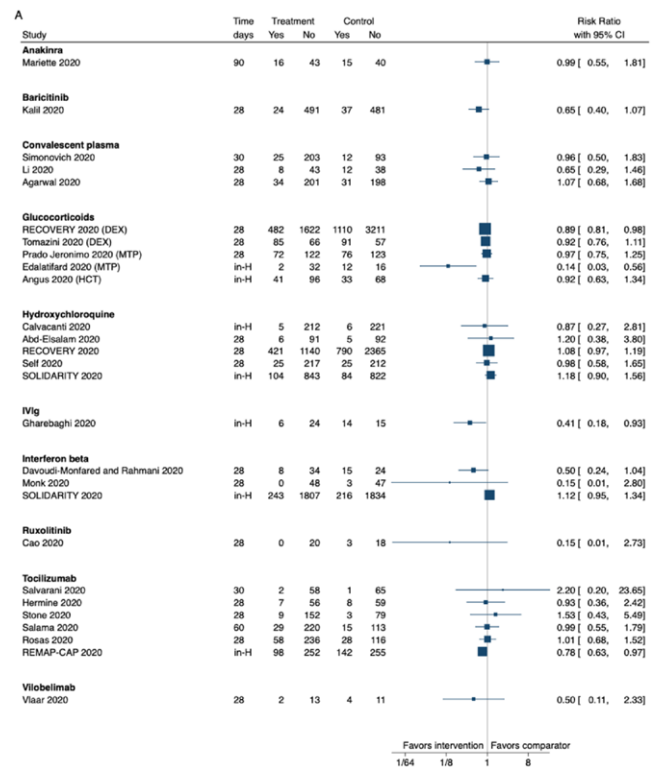 A
Time Treatment Control Risk Ratio
Study days Yes No Yes No with 95% CI
Anakinra
Mariette 2020 90 16 43 15 40 0.99 [ 0.55, 1.81]
Baricitinib
Kalil 2020 28 24 491 37 481 0.65 [ 0.40, 1.07]
Convalescent plasma
Simonovich 2020 30 25 203 12 93 0.96 [ 0.50, 1.83]
Li 2020 28 8 43 12 38 0.65 [ 0.29, 1.46]
Agarwal 2020 28 34 201 31 198 1.07 [ 0.68, 1.68]
Glucocorticoids
RECOVERY 2020 (DEX) 28 482 1622 1110 3211 0.89 [ 0.81, 0.98]
Tomazini 2020 (DEX) 28 85 66 91 57 0.92 [ 0.76, 1.11]
Prado Jeronimo 2020 (MTP) 28 72 122 76 123 0.97 [ 0.75, 1.25]
Edalatifard 2020 (MTP) in-H 2 32 12 16 0.14 [ 0.03, 0.56]
Angus 2020 (HCT) in-H 41 96 33 68 0.92 [ 0.63, 1.34]
Hydroxychloroquine
Calvacanti 2020 in-H 5 212 6 221 0.87 [ 0.27, 2.81]
Abd-Elsalam 2020 28 6 91 5 92 1.20 [ 0.38, 3.80]
RECOVERY 2020 28 421 1140 790 2365 1.08 [ 0.97, 1.19]
Self 2020 28 25 217 25 212 0.98 [ 0.58, 1.65]
SOLIDARITY 2020 in-H 104 843 84 822 1.18 [ 0.90, 1.56]
IVIg
Gharebaghi 2020 in-H 6 24 14 15 0.41 [ 0.18, 0.93]
Interferon beta
Davoudi-Monfared and Rahmani 2020 28 8 34 15 24 0.50 [ 0.24, 1.04]
Monk 2020 28 0 48 3 47 0.15 [ 0.01, 2.80]
SOLIDARITY 2020 in-H 243 1807 216 1834 1.12 [ 0.95, 1.34]
Ruxolitinib
Cao 2020 28 0 20 3 18 0.15 [ 0.01, 2.73]
Tocilizumab
Salvarani 2020 30 2 58 1 65 2.20 [ 0.20, 23.65]
Hermine 2020 28 7 56 8 59 0.93 [ 0.36, 2.42]
Stone 2020 28 9 152 3 79 1.53 [ 0.43, 5.49]
Salama 2020 60 29 220 15 113 0.99 [ 0.55, 1.79]
Rosas 2020 28 58 236 28 116 1.01 [ 0.68, 1.52]
REMAP-CAP 2020 in-H 98 252 142 255 0.78 [ 0.63, 0.97]
Vilobelimab
Vlaar 2020 28 2 13 4 11 0.50 [ 0.11, 2.33]
Favors intervention Favors comparator
1/64 1/8 1 8